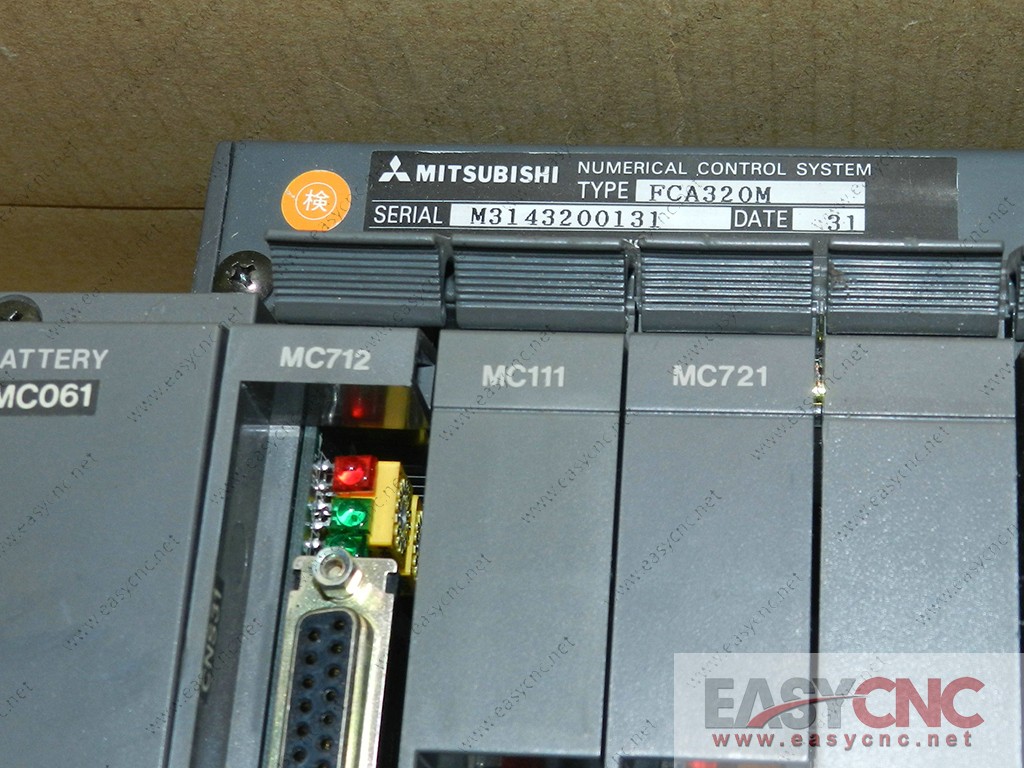 MITSUBISHI NUMERICAL CONTROL SYSTEM
TYPE FCA320M
SERIAL M3143200131 DATE 31
検
ATTERY
MC061
MC712
MC111
MC721
CN531
EASYCNC
www.easycnc.net